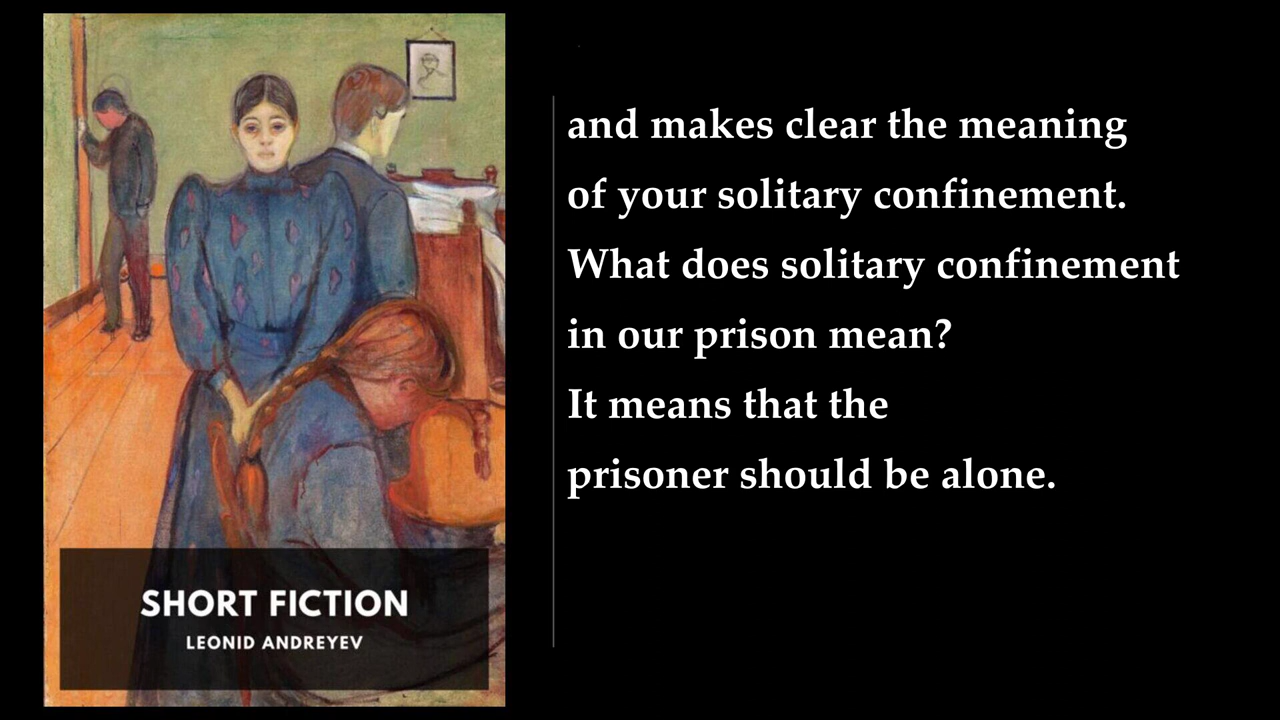 and makes clear the meaning
of your solitary confinement.
What does solitary confinement
in our prison mean?
It means that the
prisoner should be alone.
SHORT FICTION
LEONID ANDREYEV